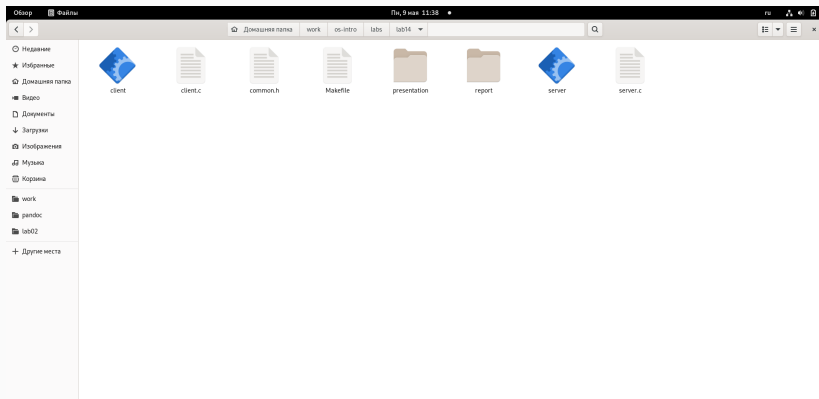 Обзор Файлы Пн, 9 мая 11:38 ru
Домашняя папка work os-intro labs lab14
Недавние
Избранные
Домашняя папка
Видео
Документы
Загрузки
Изображения
Музыка
Корзина
work
pandoc
lab02
Другие места
client client.c common.h Makefile presentation report server server.c